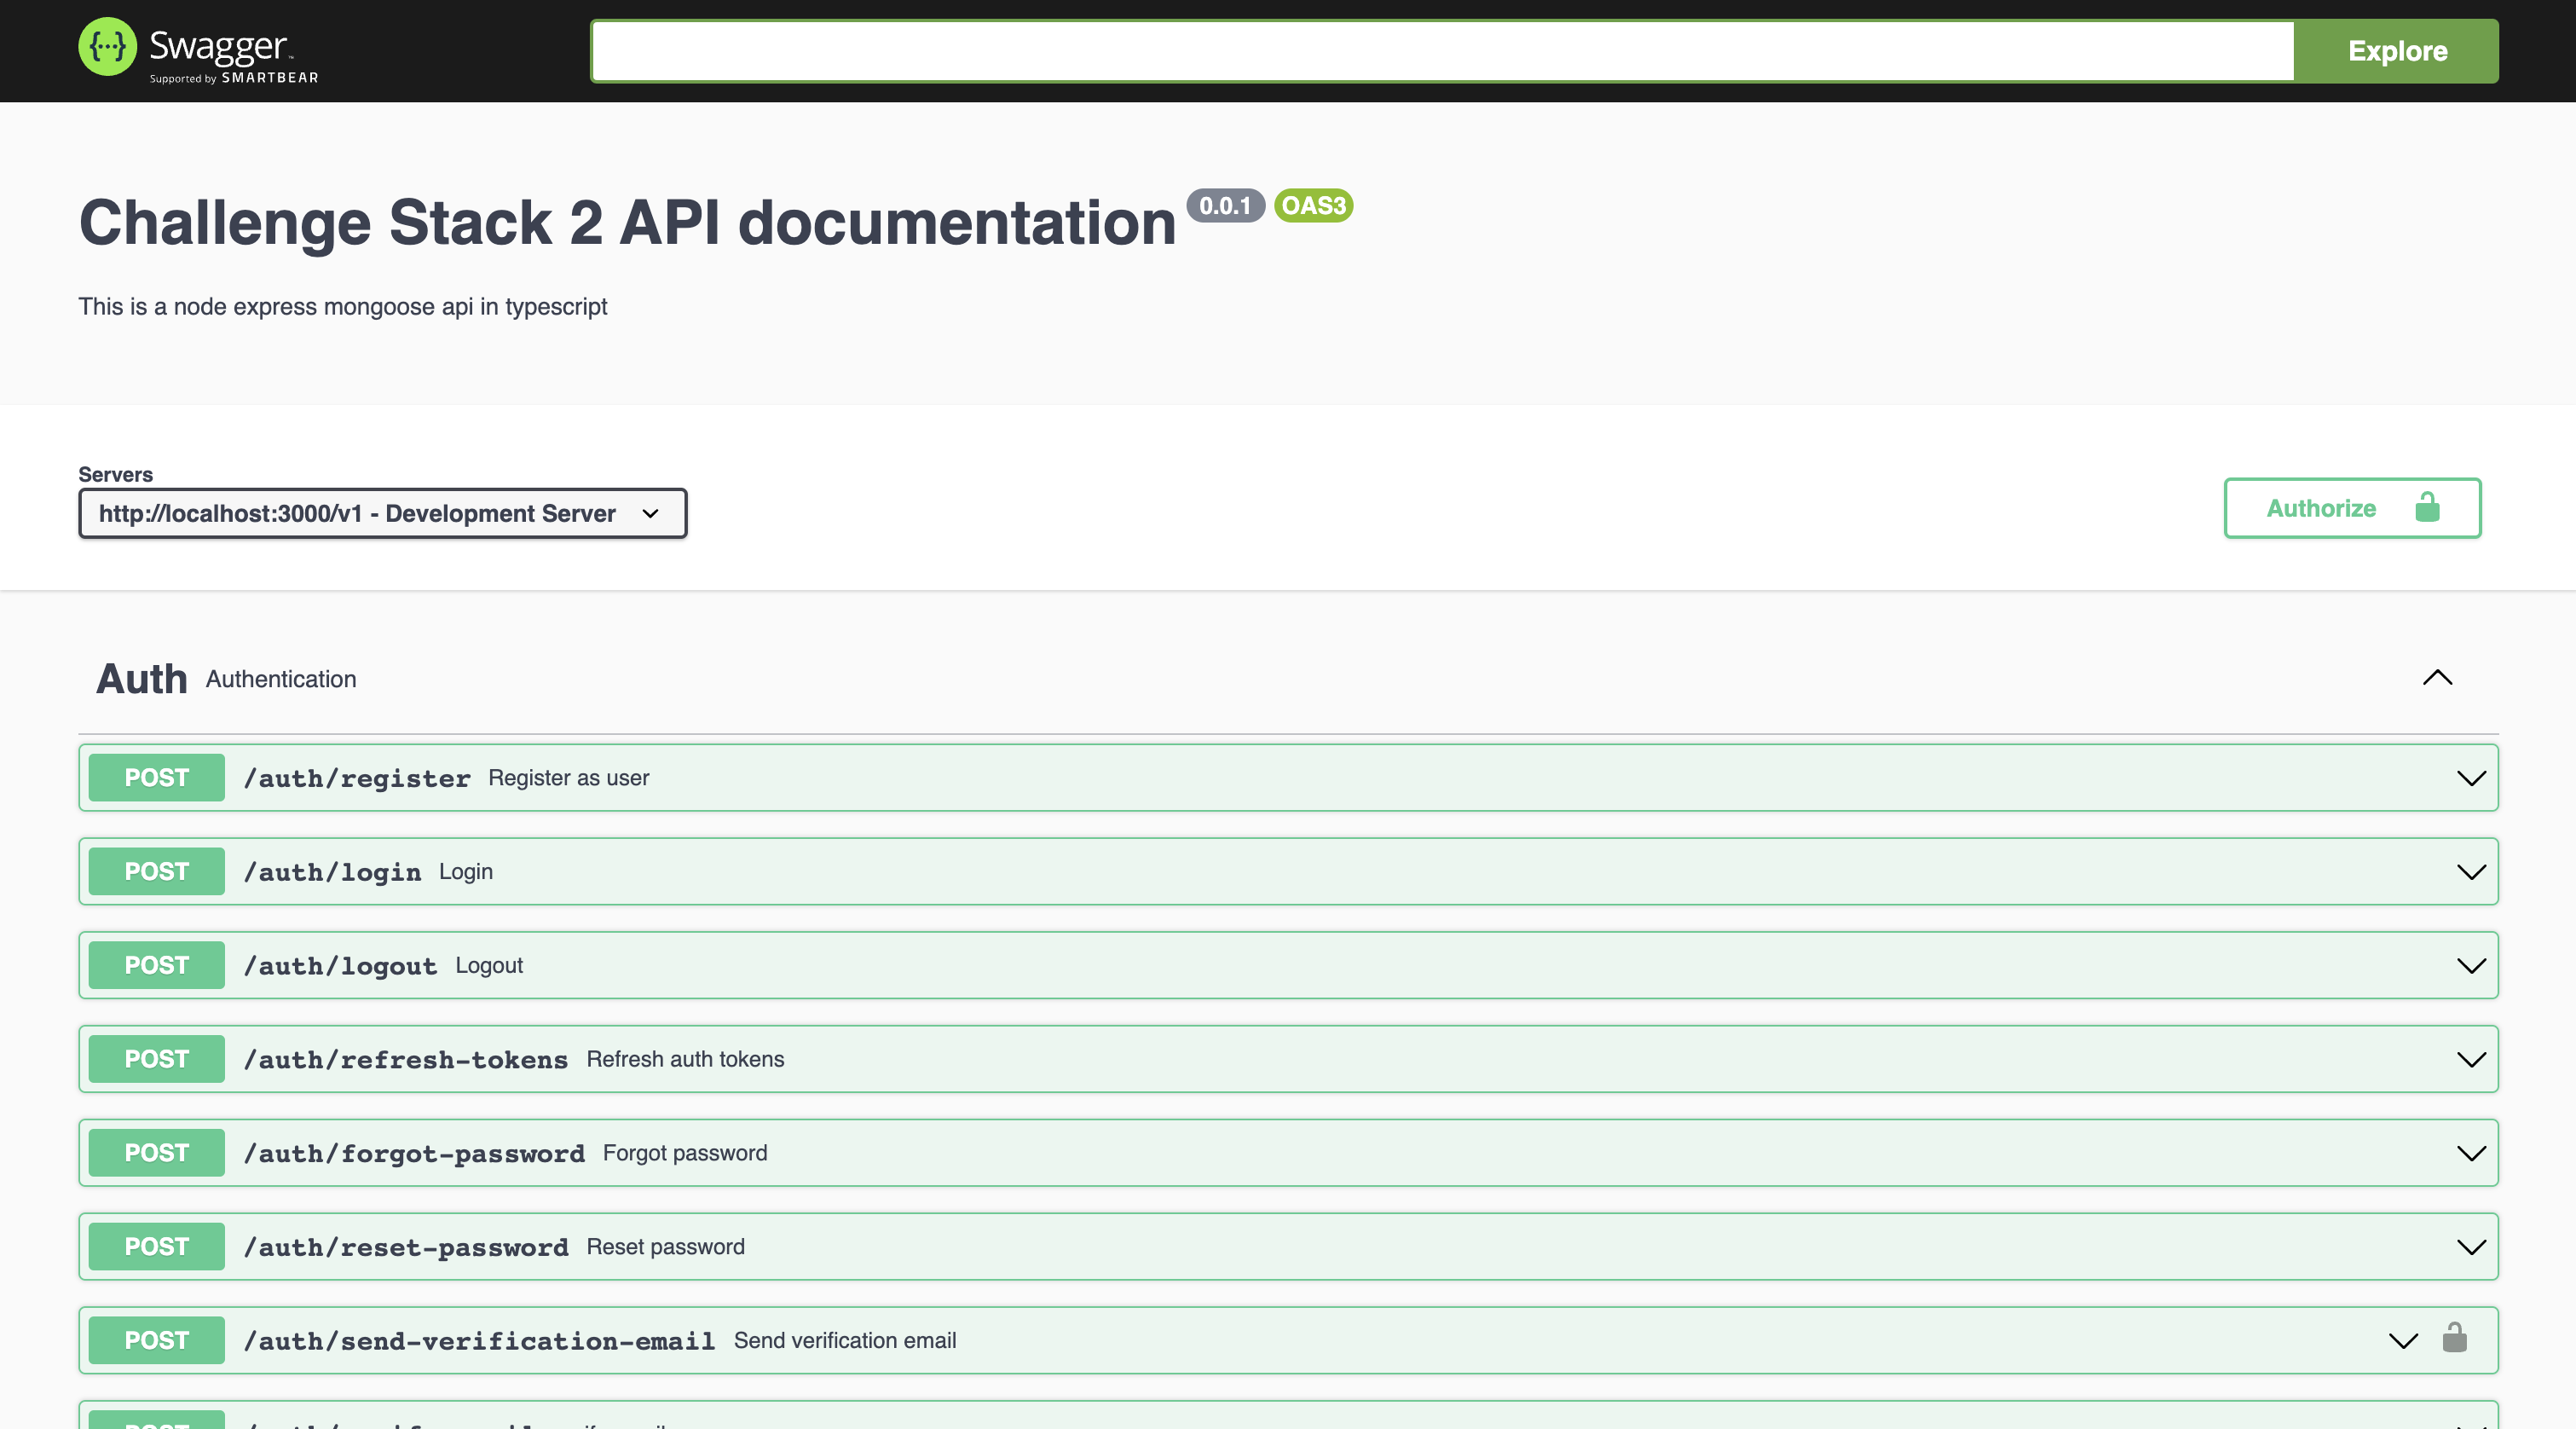 Swagger™
Supported by SMARTBEAR
Explore
Challenge Stack 2 API documentation 0.0.1 OAS3
This is a node express mongoose api in typescript
Servers
http://localhost:3000/v1 - Development Server
Authorize
Auth Authentication
POST /auth/register Register as user
POST /auth/login Login
POST /auth/logout Logout
POST /auth/refresh-tokens Refresh auth tokens
POST /auth/forgot-password Forgot password
POST /auth/reset-password Reset password
POST /auth/send-verification-email Send verification email